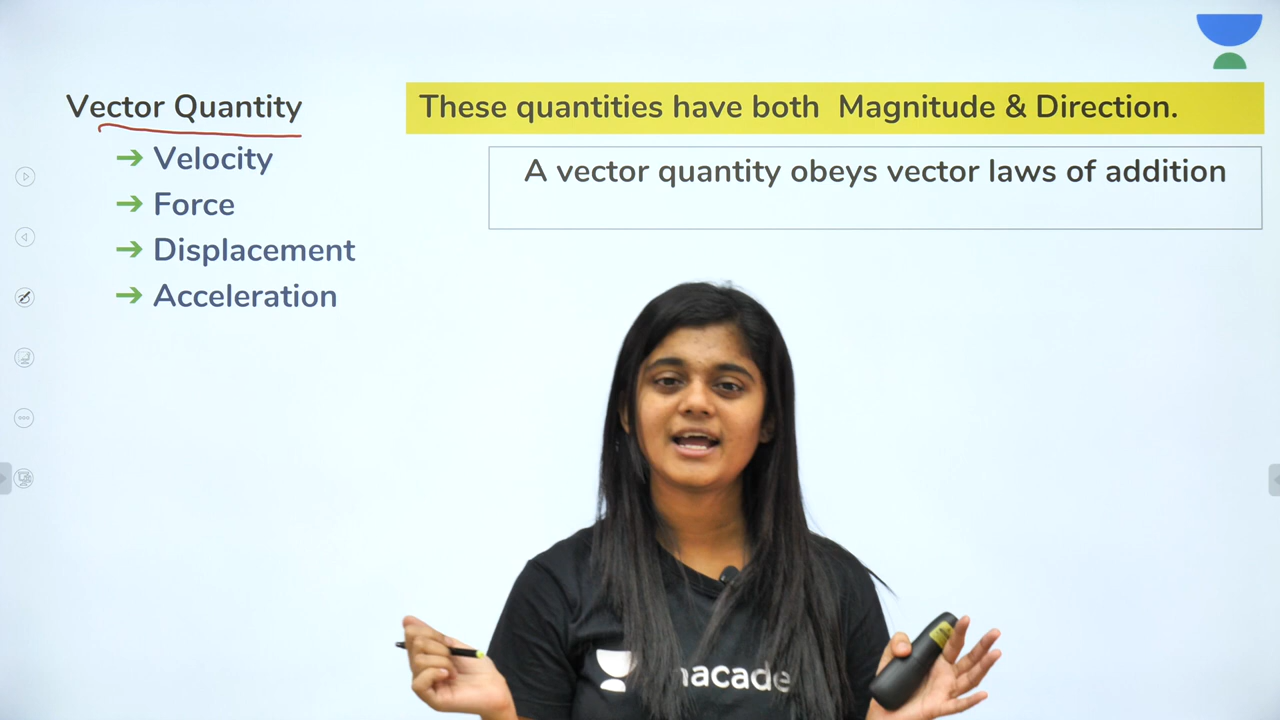 Vector Quantity
These quantities have both Magnitude & Direction.
➔ Velocity
A vector quantity obeys vector laws of addition
➔ Force
➔ Displacement
➔ Acceleration